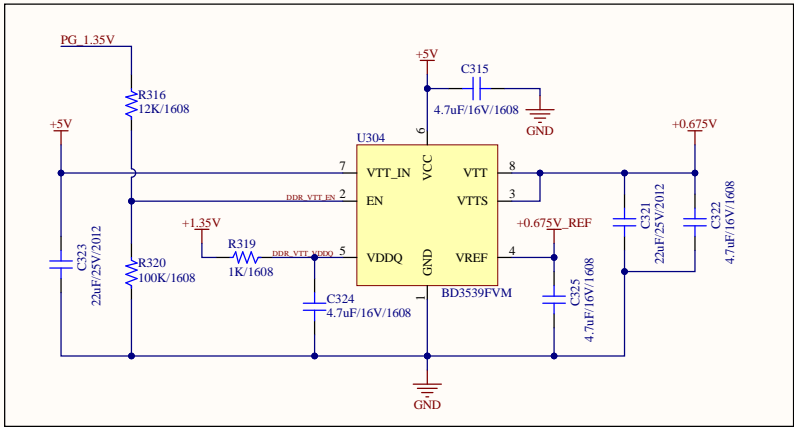 PG_1.35V
R316
12K/1608
+5V
C315
4.7uF/16V/1608
GND
+5V
U304
6
VCC
7
VTT_IN
VTT
8
+0.675V
DDR_VTT_EN
2
EN
VTTS
3
C321
22uF/25V/2012
C322
4.7uF/16V/1608
+1.35V
R319
1K/1608
DDR_VTT_VDDQ
5
VDDQ
GND
VREF
4
+0.675V_REF
C323
22uF/25V/2012
R320
100K/1608
C324
4.7uF/16V/1608
1
BD3539FVM
C325
4.7uF/16V/1608
GND